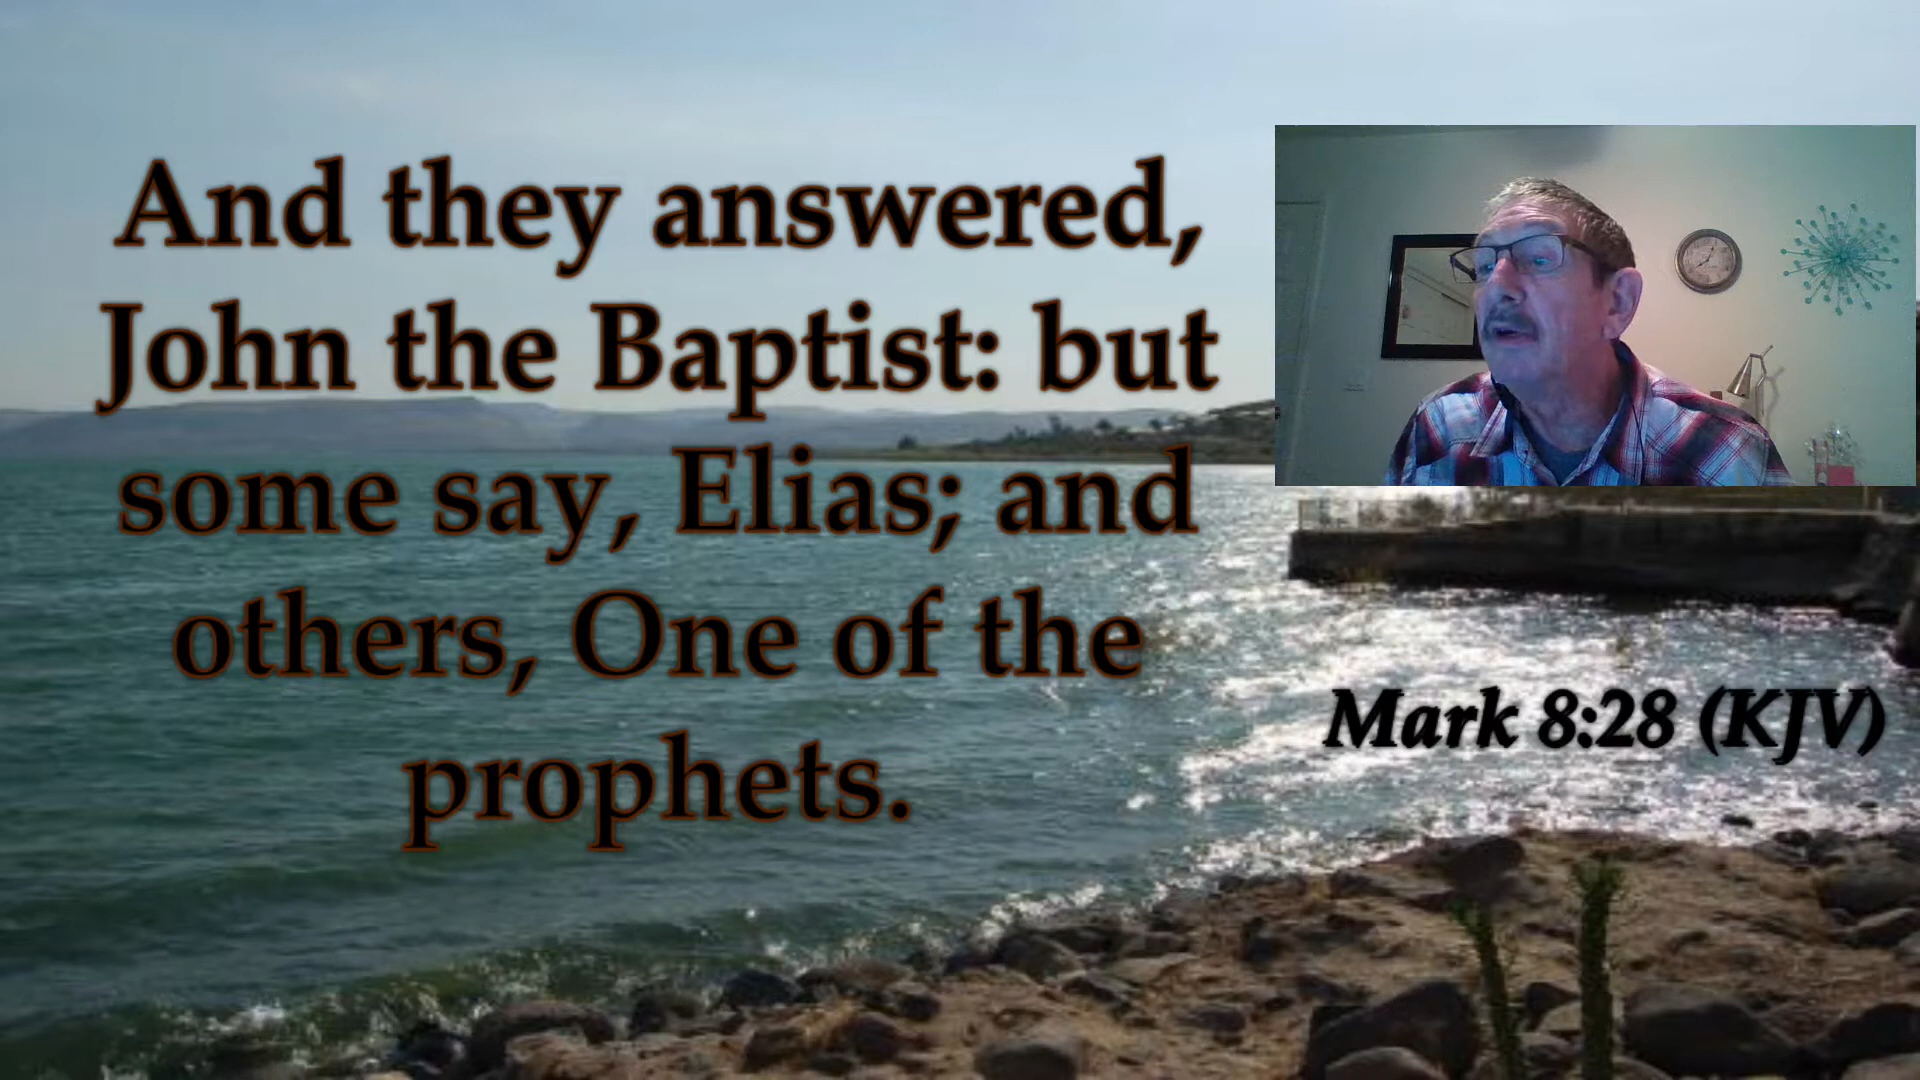 And they answered,
John the Baptist: but
some say, Elias; and
others, One of the
prophets.
Mark 8:28 (KJV)